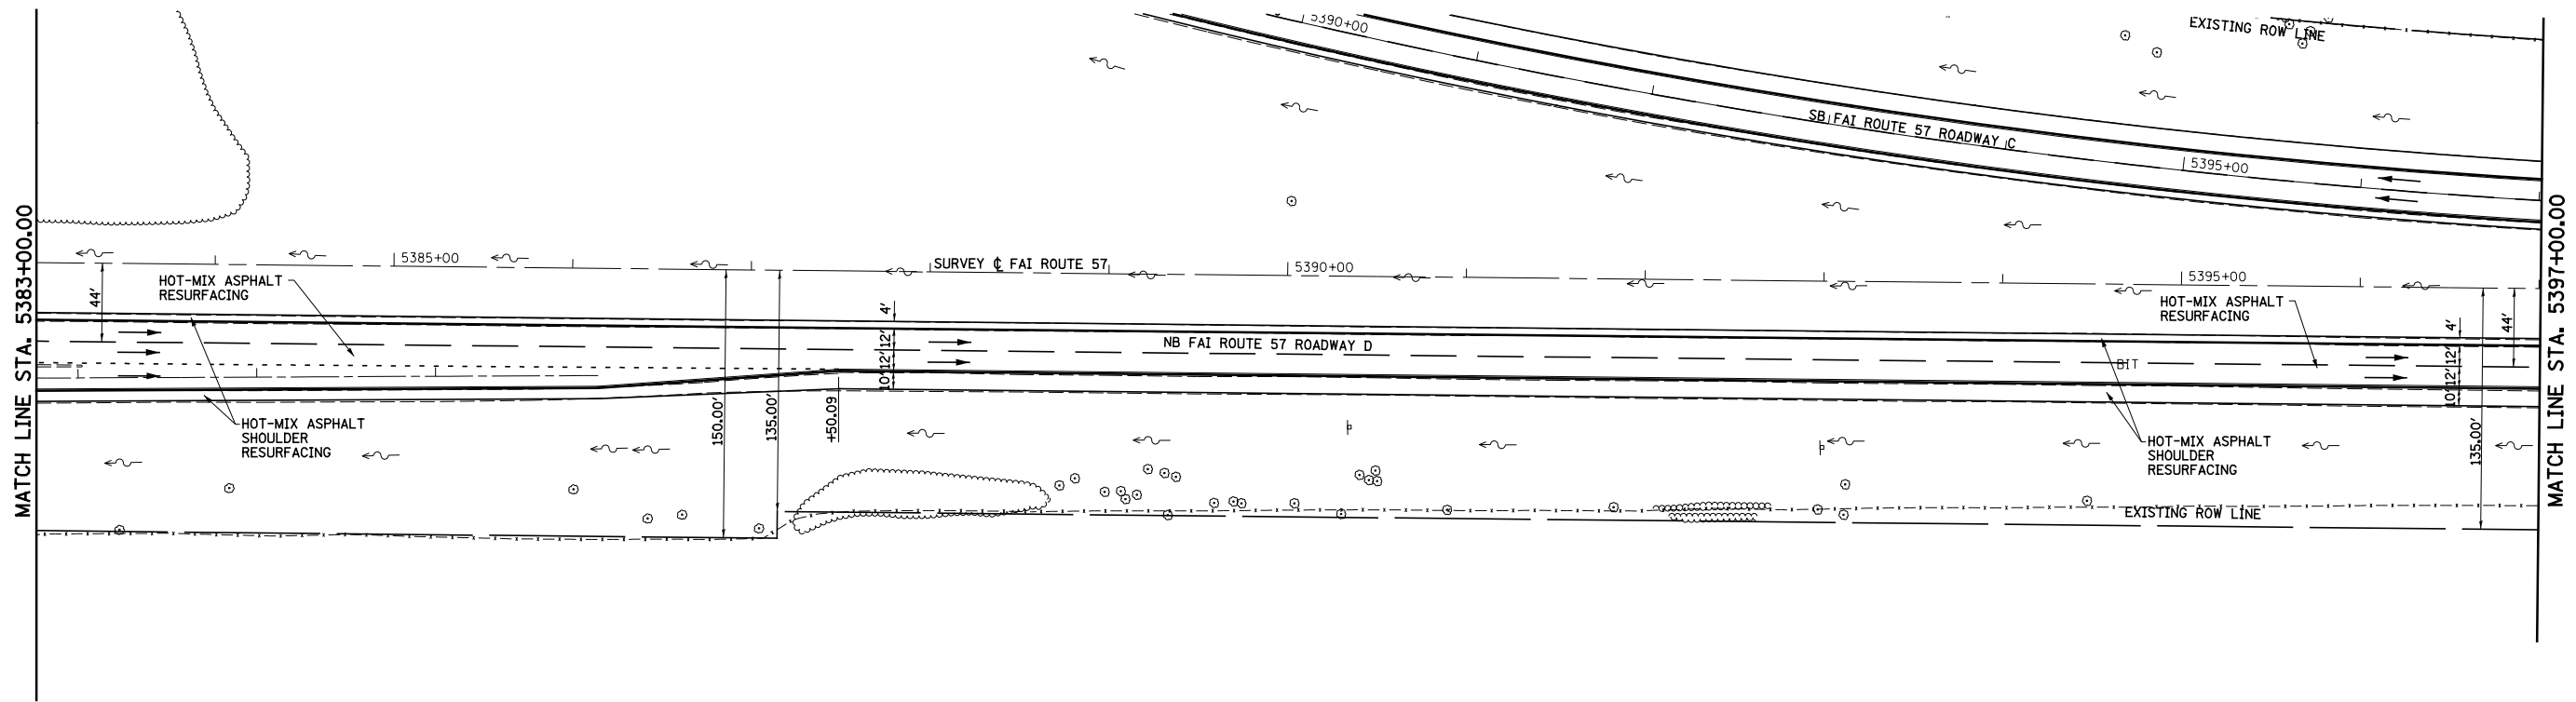 5390+00
EXISTING ROW LINE
SB FAI ROUTE 57 ROADWAY C
5395+00
MATCH LINE STA. 5383+00.00
MATCH LINE STA. 5397+00.00
5385+00
SURVEY ℄ FAI ROUTE 57
5390+00
5395+00
44'
HOT-MIX ASPHALT
RESURFACING
4'
12'
12'
10'
NB FAI ROUTE 57 ROADWAY D
HOT-MIX ASPHALT
RESURFACING
4'
12'
12'
10'
44'
BIT
150.00'
135.00'
+50.09
HOT-MIX ASPHALT
SHOULDER
RESURFACING
HOT-MIX ASPHALT
SHOULDER
RESURFACING
135.00'
EXISTING ROW LINE